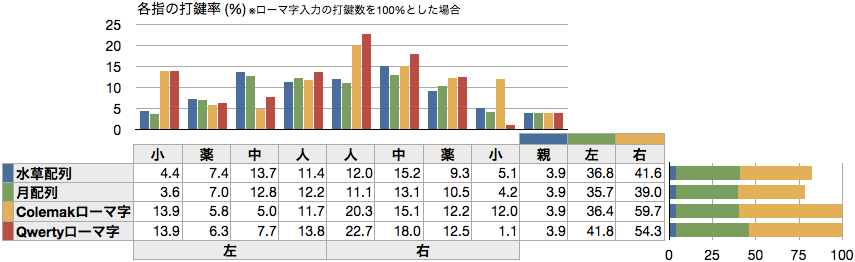 各指の打鍵率 (%) ※ローマ字入力の打鍵数を100%とした場合
25
20
15
10
5
0
小 薬 中 人 人 中 薬 小 親 左 右
水草配列 4.4 7.4 13.7 11.4 12.0 15.2 9.3 5.1 3.9 36.8 41.6
月配列 3.6 7.0 12.8 12.2 11.1 13.1 10.5 4.2 3.9 35.7 39.0
Colemakローマ字 13.9 5.8 5.0 11.7 20.3 15.1 12.2 12.0 3.9 36.4 59.7
Qwertyローマ字 13.9 6.3 7.7 13.8 22.7 18.0 12.5 1.1 3.9 41.8 54.3
左 右
0 25 50 75 100